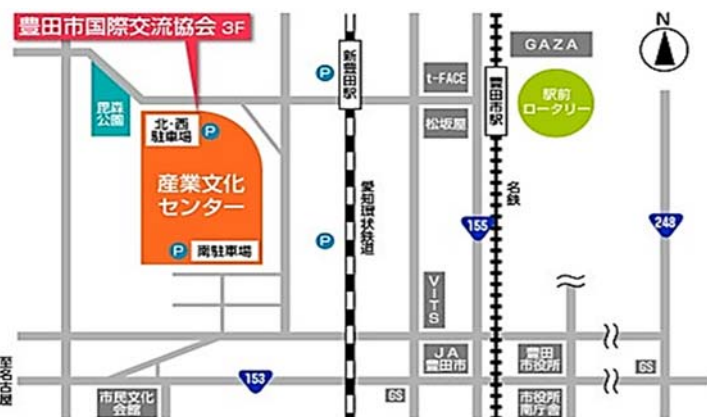 豊田市国際交流協会 3F
N
GAZA
新豊田駅
t-FACE
豊田市駅
駅前
ロータリー
毘森
公園
P
北・西
駐車場
P
松坂屋
産業文化
センター
愛知環状鉄道
名鉄
155
248
P
南駐車場
P
VITS
JA
豊田市
豊田
市役所
GS
至名古屋
153
市民文化
会館
GS
市役所
南庁舎